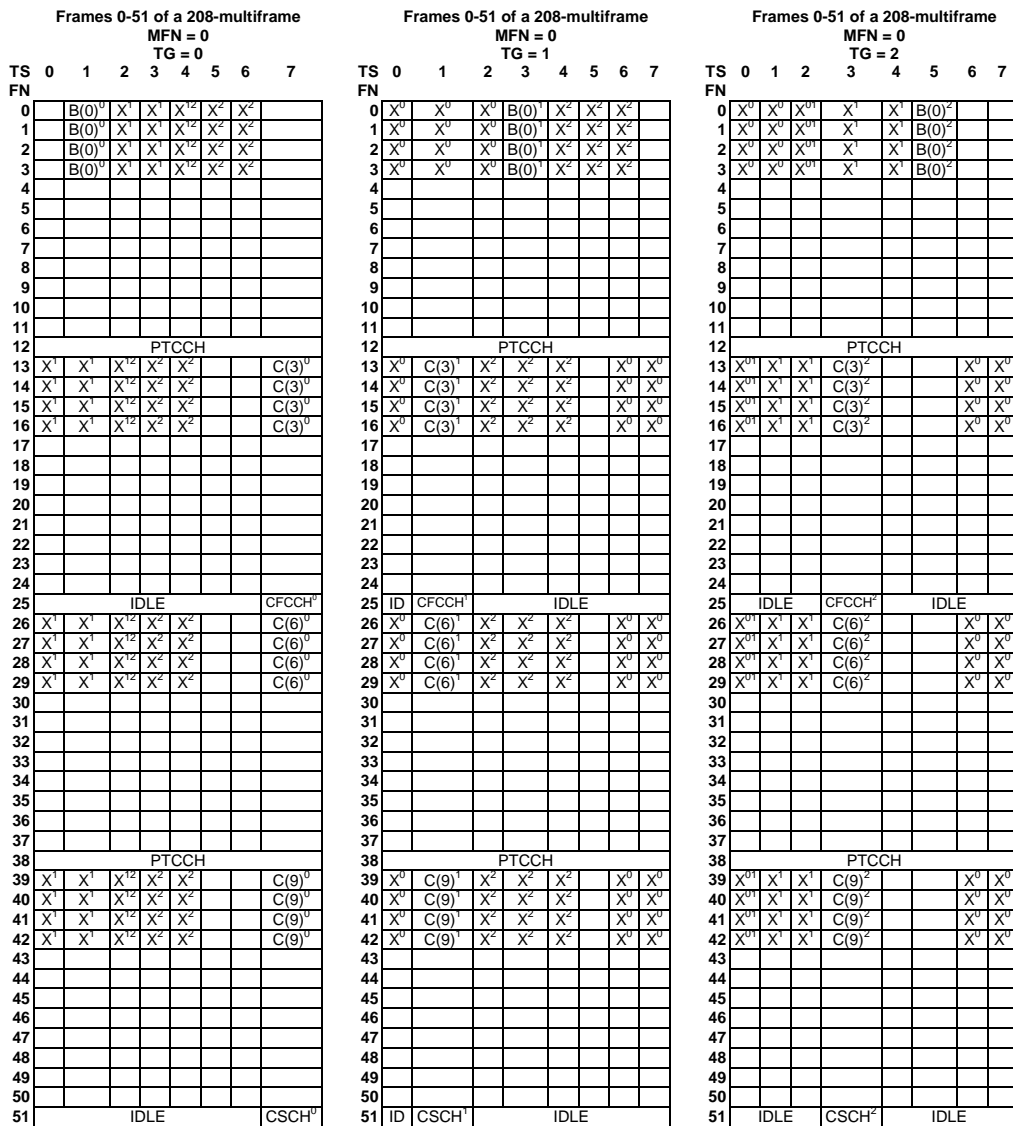 Frames 0-51 of a 208-multiframe
MFN = 0
TG = 0
TS 0 1 2 3 4 5 6 7
FN
0 B(0)⁰ X¹ X¹ X¹² X² X²
1 B(0)⁰ X¹ X¹ X¹² X² X²
2 B(0)⁰ X¹ X¹ X¹² X² X²
3 B(0)⁰ X¹ X¹ X¹² X² X²
4
5
6
7
8
9
10
11
12 PTCCH
13 X¹ X¹ X¹² X² X² C(3)⁰
14 X¹ X¹ X¹² X² X² C(3)⁰
15 X¹ X¹ X¹² X² X² C(3)⁰
16 X¹ X¹ X¹² X² X² C(3)⁰
17
18
19
20
21
22
23
24
25 IDLE CFCCH⁰
26 X¹ X¹ X¹² X² X² C(6)⁰
27 X¹ X¹ X¹² X² X² C(6)⁰
28 X¹ X¹ X¹² X² X² C(6)⁰
29 X¹ X¹ X¹² X² X² C(6)⁰
30
31
32
33
34
35
36
37
38 PTCCH
39 X¹ X¹ X¹² X² X² C(9)⁰
40 X¹ X¹ X¹² X² X² C(9)⁰
41 X¹ X¹ X¹² X² X² C(9)⁰
42 X¹ X¹ X¹² X² X² C(9)⁰
43
44
45
46
47
48
49
50
51 IDLE CSCH⁰
Frames 0-51 of a 208-multiframe
MFN = 0
TG = 1
TS 0 1 2 3 4 5 6 7
FN
0 X⁰ X⁰ X⁰ B(0)¹ X² X² X²
1 X⁰ X⁰ X⁰ B(0)¹ X² X² X²
2 X⁰ X⁰ X⁰ B(0)¹ X² X² X²
3 X⁰ X⁰ X⁰ B(0)¹ X² X² X²
4
5
6
7
8
9
10
11
12 PTCCH
13 X⁰ C(3)¹ X² X² X² X⁰ X⁰
14 X⁰ C(3)¹ X² X² X² X⁰ X⁰
15 X⁰ C(3)¹ X² X² X² X⁰ X⁰
16 X⁰ C(3)¹ X² X² X² X⁰ X⁰
17
18
19
20
21
22
23
24
25 ID CFCCH¹ IDLE
26 X⁰ C(6)¹ X² X² X² X⁰ X⁰
27 X⁰ C(6)¹ X² X² X² X⁰ X⁰
28 X⁰ C(6)¹ X² X² X² X⁰ X⁰
29 X⁰ C(6)¹ X² X² X² X⁰ X⁰
30
31
32
33
34
35
36
37
38 PTCCH
39 X⁰ C(9)¹ X² X² X² X⁰ X⁰
40 X⁰ C(9)¹ X² X² X² X⁰ X⁰
41 X⁰ C(9)¹ X² X² X² X⁰ X⁰
42 X⁰ C(9)¹ X² X² X² X⁰ X⁰
43
44
45
46
47
48
49
50
51 ID CSCH¹ IDLE
Frames 0-51 of a 208-multiframe
MFN = 0
TG = 2
TS 0 1 2 3 4 5 6 7
FN
0 X⁰ X⁰ X⁰¹ X¹ X¹ B(0)²
1 X⁰ X⁰ X⁰¹ X¹ X¹ B(0)²
2 X⁰ X⁰ X⁰¹ X¹ X¹ B(0)²
3 X⁰ X⁰ X⁰¹ X¹ X¹ B(0)²
4
5
6
7
8
9
10
11
12 PTCCH
13 X⁰¹ X¹ X¹ C(3)² X⁰ X⁰
14 X⁰¹ X¹ X¹ C(3)² X⁰ X⁰
15 X⁰¹ X¹ X¹ C(3)² X⁰ X⁰
16 X⁰¹ X¹ X¹ C(3)² X⁰ X⁰
17
18
19
20
21
22
23
24
25 IDLE CFCCH² IDLE
26 X⁰¹ X¹ X¹ C(6)² X⁰ X⁰
27 X⁰¹ X¹ X¹ C(6)² X⁰ X⁰
28 X⁰¹ X¹ X¹ C(6)² X⁰ X⁰
29 X⁰¹ X¹ X¹ C(6)² X⁰ X⁰
30
31
32
33
34
35
36
37
38 PTCCH
39 X⁰¹ X¹ X¹ C(9)² X⁰ X⁰
40 X⁰¹ X¹ X¹ C(9)² X⁰ X⁰
41 X⁰¹ X¹ X¹ C(9)² X⁰ X⁰
42 X⁰¹ X¹ X¹ C(9)² X⁰ X⁰
43
44
45
46
47
48
49
50
51 IDLE CSCH² IDLE